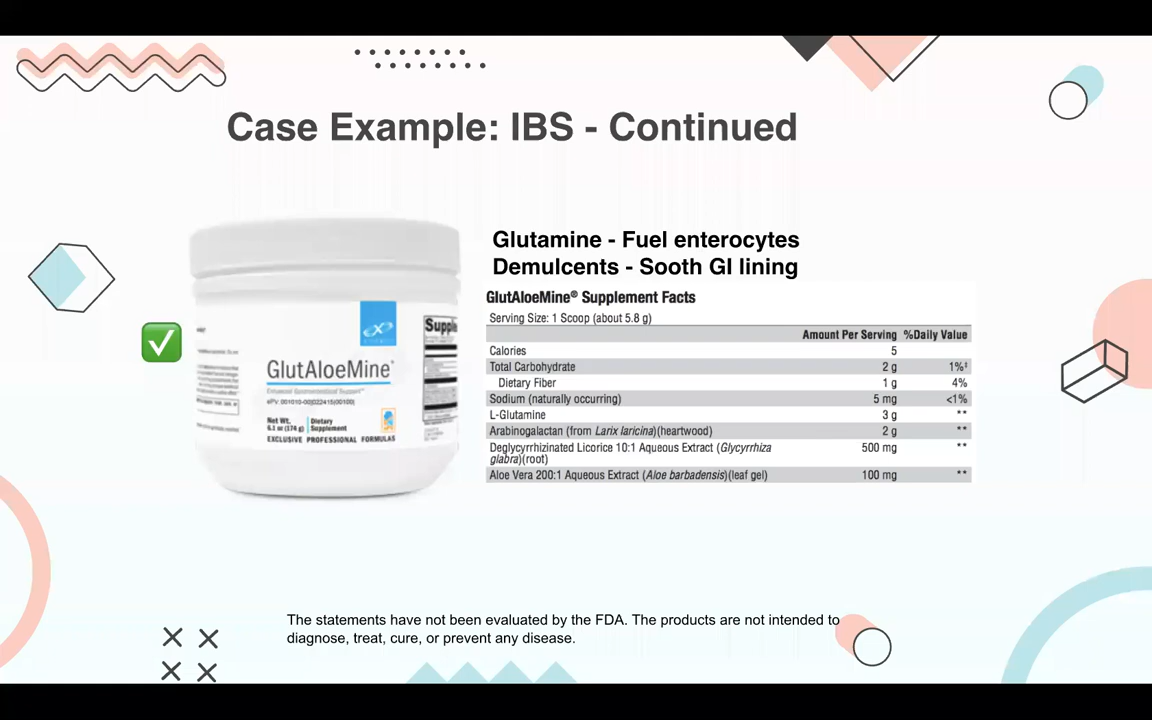 Case Example: IBS - Continued
Glutamine - Fuel enterocytes
Demulcents - Sooth GI lining
GlutAloeMine® Supplement Facts
Serving Size: 1 Scoop (about 5.8 g)
Amount Per Serving %Daily Value
Calories 5
Total Carbohydrate 2 g 1%‡
Dietary Fiber 1 g 4%
Sodium (naturally occurring) 5 mg <1%
L-Glutamine 3 g **
Arabinogalactan (from Larix laricina)(heartwood) 2 g **
Deglycyrrhizinated Licorice 10:1 Aqueous Extract (Glycyrrhiza 500 mg **
glabra)(root)
Aloe Vera 200:1 Aqueous Extract (Aloe barbadensis)(leaf gel) 100 mg **
Supple
GlutAloeMine
Net Wt. Dietary
6.1 oz (174 g) Supplement
EXCLUSIVE PROFESSIONAL FORMULAS
The statements have not been evaluated by the FDA. The products are not intended to
diagnose, treat, cure, or prevent any disease.